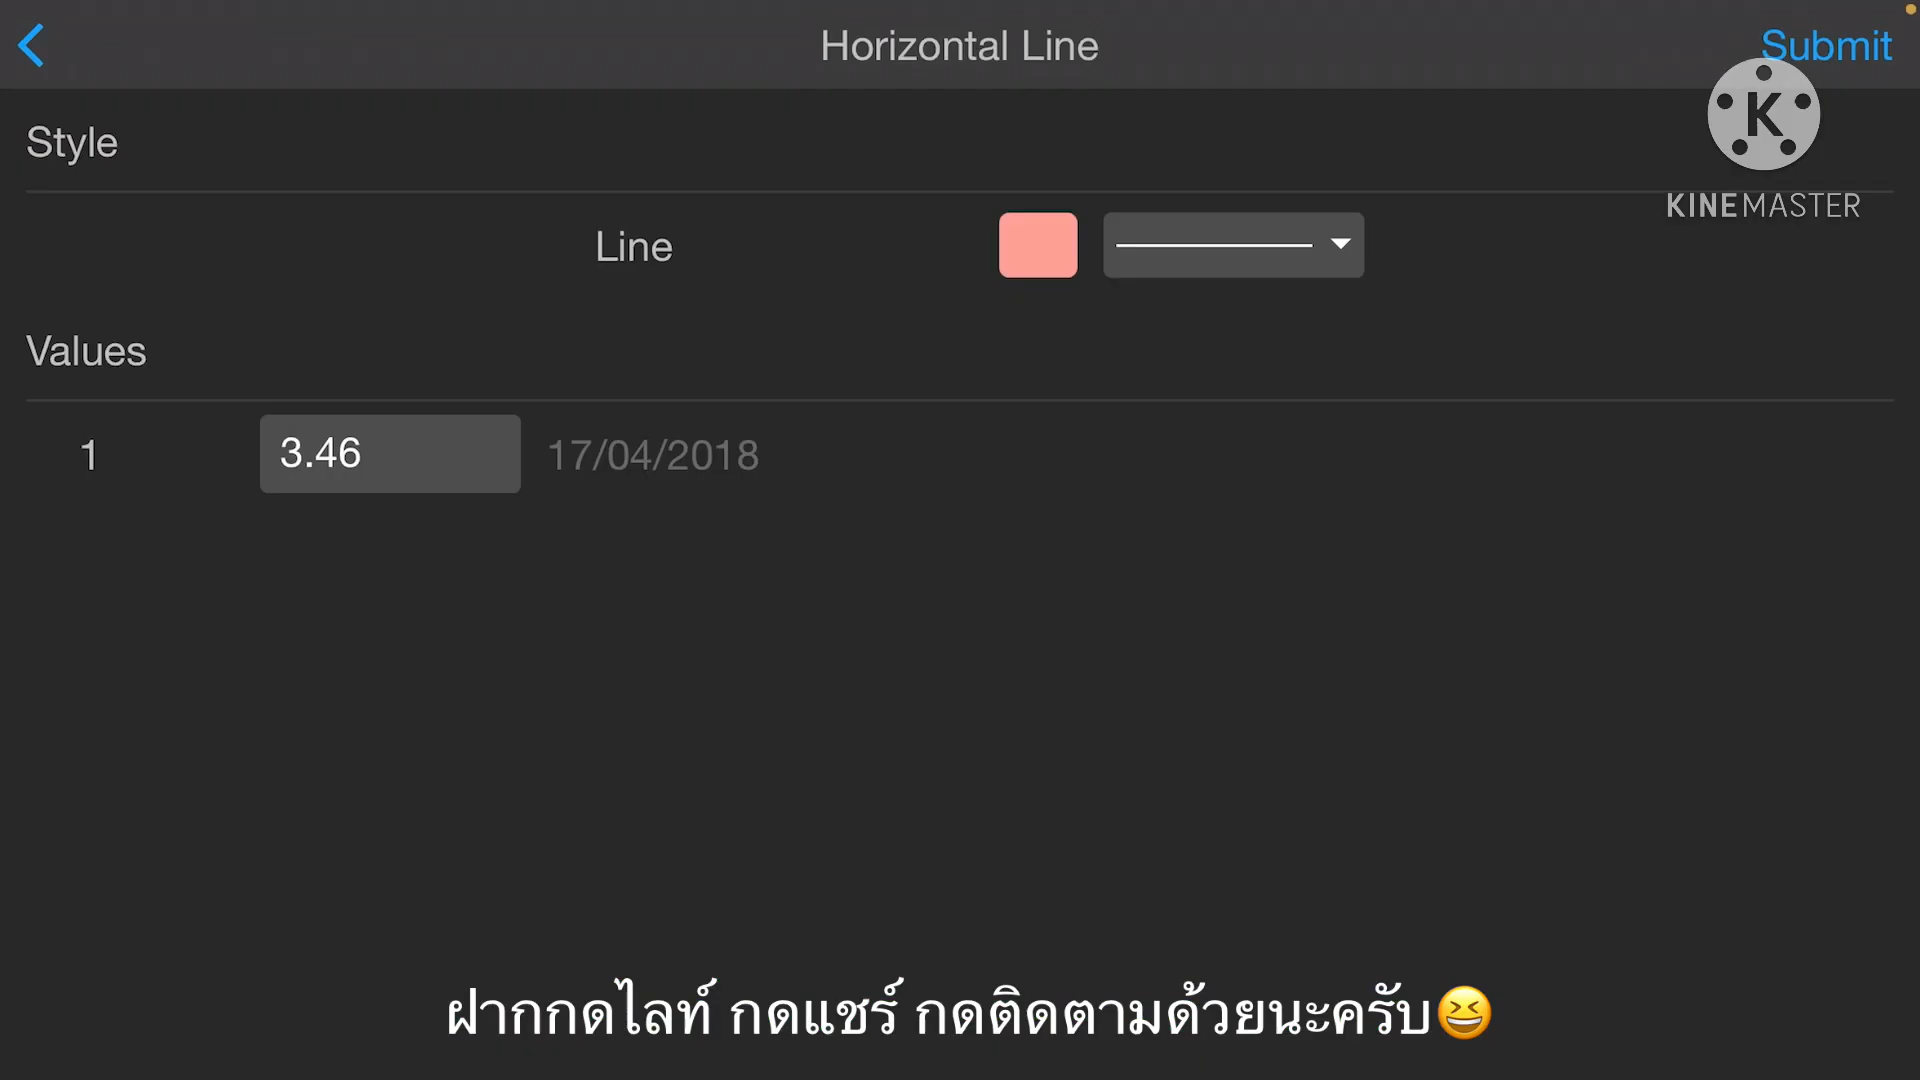 Horizontal Line
Submit
Style
K
KINEMASTER
Line
Values
1 3.46 17/04/2018
ฝากกดไลท์ กดแชร์ กดติดตามด้วยนะครับ😆